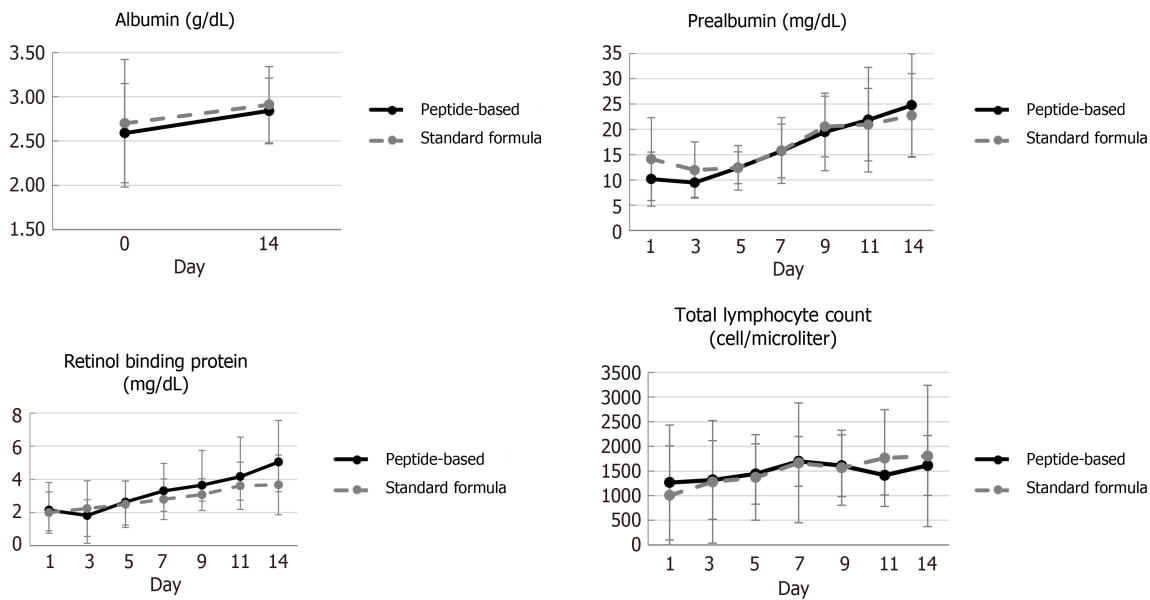 Albumin (g/dL)
3.50
3.00
2.50
2.00
1.50
0 14
Day
Peptide-based
Standard formula
Prealbumin (mg/dL)
35
30
25
20
15
10
5
0
1 3 5 7 9 11 14
Day
Peptide-based
Standard formula
Retinol binding protein
(mg/dL)
8
6
4
2
0
1 3 5 7 9 11 14
Day
Peptide-based
Standard formula
Total lymphocyte count
(cell/microliter)
3500
3000
2500
2000
1500
1000
500
0
1 3 5 7 9 11 14
Day
Peptide-based
Standard formula